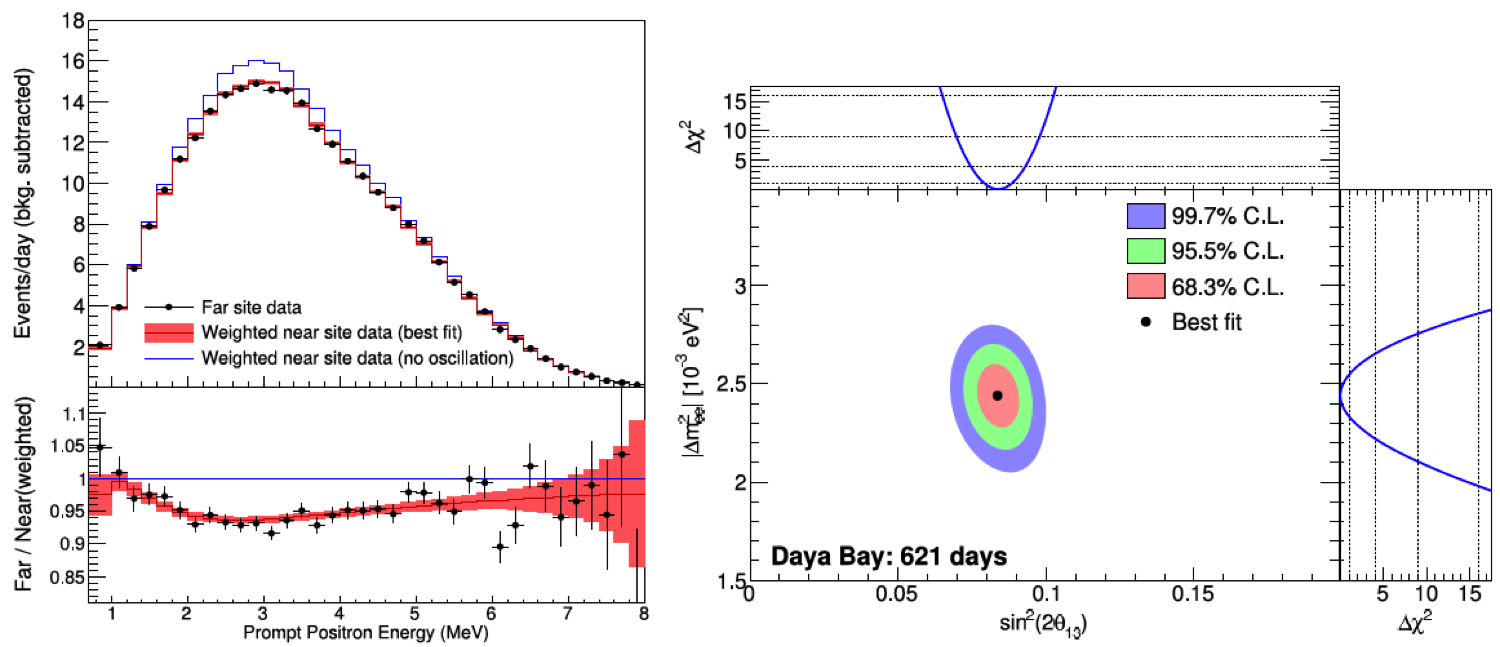 Events/day (bkg. subtracted)
18
16
14
12
10
8
6
4
2
Far site data
Weighted near site data (best fit)
Weighted near site data (no oscillation)
Far / Near(weighted)
1.1
1.05
1
0.95
0.9
0.85
1 2 3 4 5 6 7 8
Prompt Positron Energy (MeV)
Δχ²
15
10
5
99.7% C.L.
95.5% C.L.
68.3% C.L.
Best fit
|Δm²ee| [10⁻³ eV²]
3
2.5
2
1.5
Daya Bay: 621 days
0 0.05 0.1 0.15
sin²(2θ₁₃)
5 10 15
Δχ²